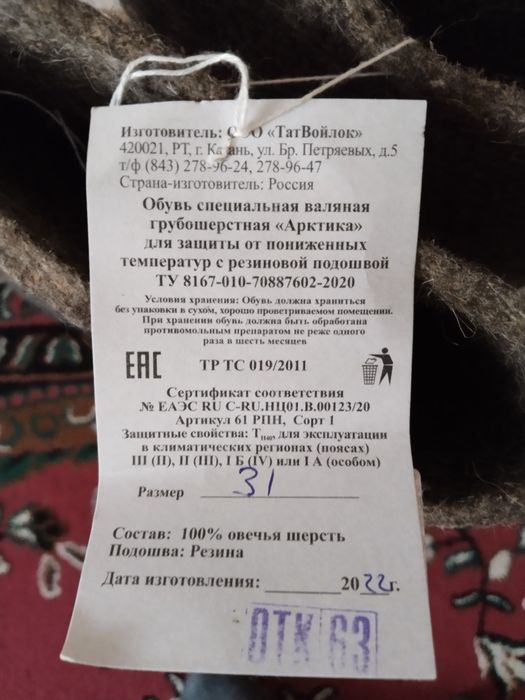 Изготовитель: ООО «ТатВойлок»
420021, РТ, г. Казань, ул. Бр. Петряевых, д.5
т/ф (843) 278-96-24, 278-96-47
Страна-изготовитель: Россия
Обувь специальная валяная
грубошерстная «Арктика»
для защиты от пониженных
температур с резиновой подошвой
ТУ 8167-010-70887602-2020
Условия хранения: Обувь должна храниться
без упаковки в сухом, хорошо проветриваемом помещении.
При хранении обувь должна быть обработана
противомольным препаратом не реже одного
раза в шесть месяцев
ЕАС ТР ТС 019/2011
Сертификат соответствия
№ ЕАЭС RU С-RU.НЦ01.В.00123/20
Артикул 61 РПН, Сорт 1
Защитные свойства: Тн40, для эксплуатации
в климатических регионах (поясах)
III (II), II (III), I Б (IV) или I А (особом)
Размер 31
Состав: 100% овечья шерсть
Подошва: Резина
Дата изготовления: ________ 2022г.
ОТК 63